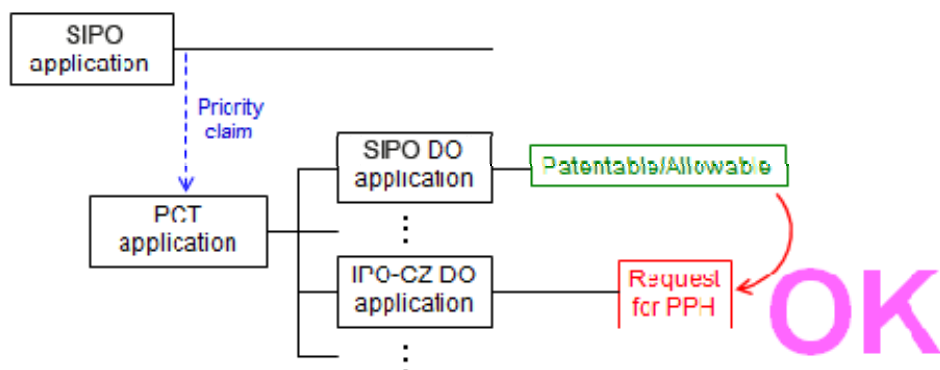 SIPO
application
Priority
claim
SIPO DO
application
Patentable/Allowable
PCT
application
IPO-CZ DO
application
Request
for PPH
OK